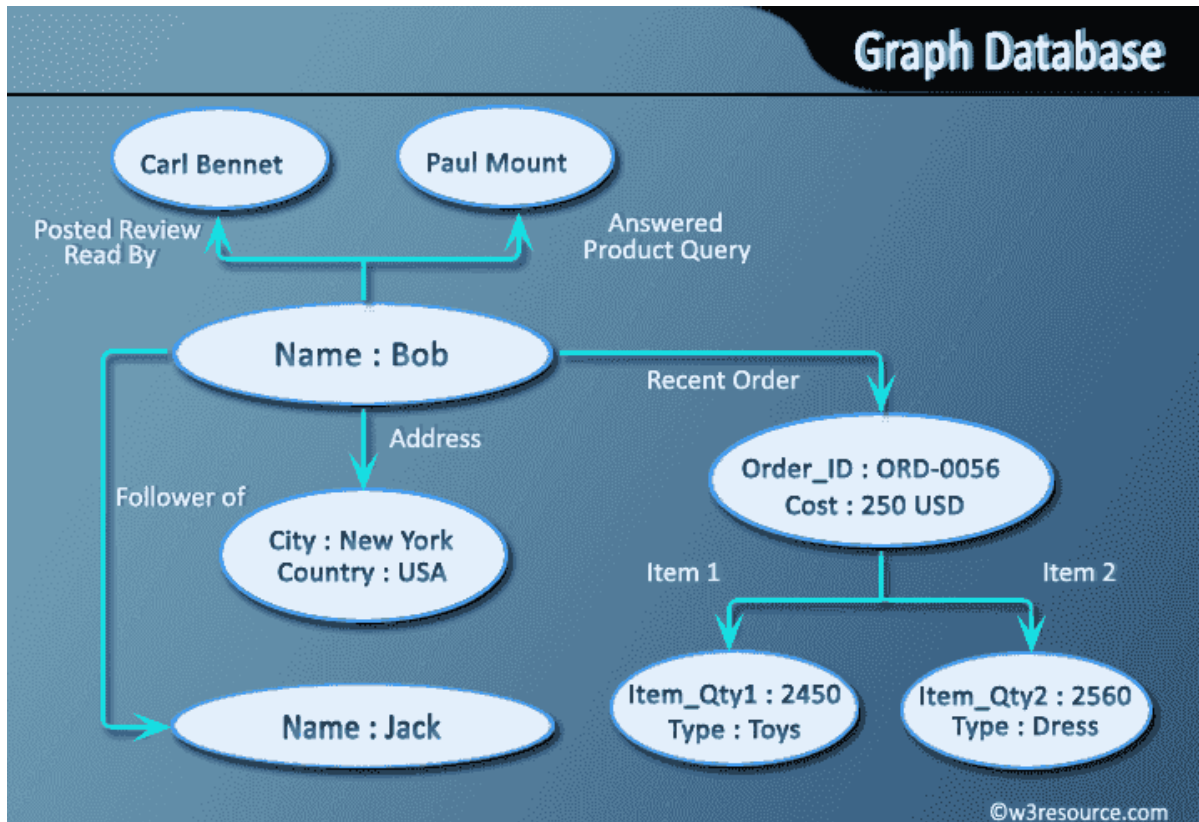 Graph Database
Carl Bennet
Paul Mount
Posted Review
Read By
Answered
Product Query
Name : Bob
Recent Order
Address
Order_ID : ORD-0056
Cost : 250 USD
Follower of
City : New York
Country : USA
Item 1
Item 2
Item_Qty1 : 2450
Type : Toys
Item_Qty2 : 2560
Type : Dress
Name : Jack
©w3resource.com